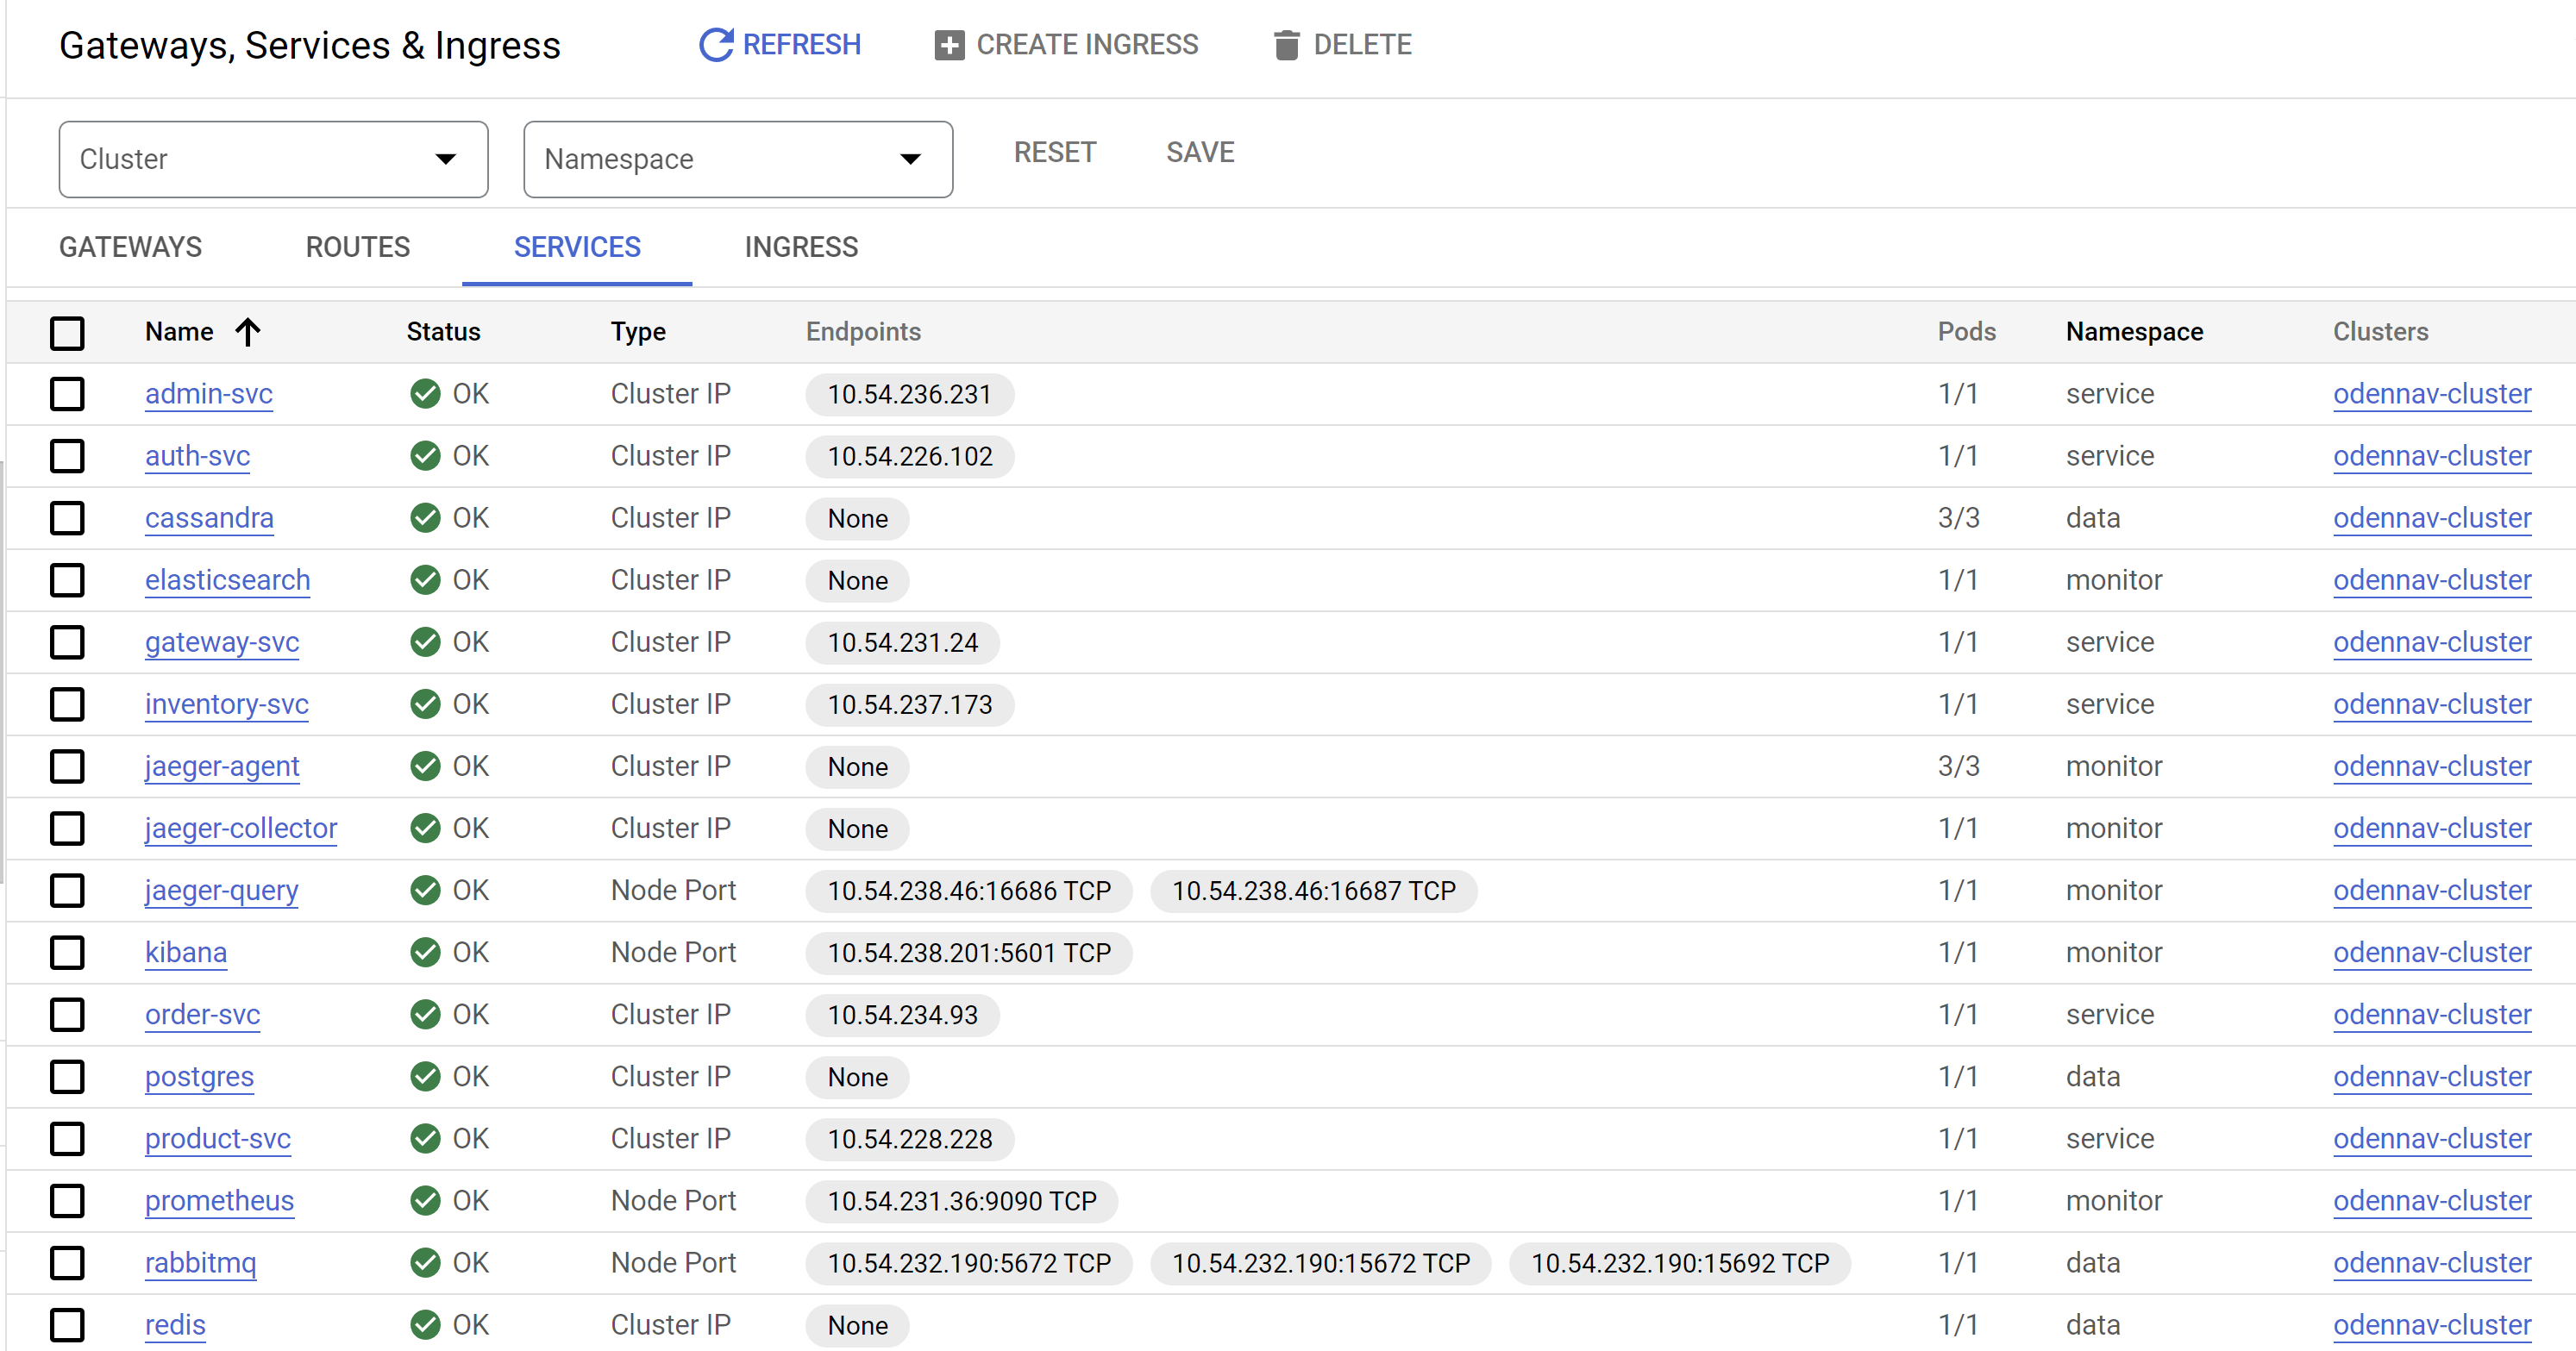 Gateways, Services & Ingress REFRESH CREATE INGRESS DELETE
Cluster Namespace RESET SAVE
GATEWAYS ROUTES SERVICES INGRESS
Name Status Type Endpoints Pods Namespace Clusters
admin-svc OK Cluster IP 10.54.236.231 1/1 service odennav-cluster
auth-svc OK Cluster IP 10.54.226.102 1/1 service odennav-cluster
cassandra OK Cluster IP None 3/3 data odennav-cluster
elasticsearch OK Cluster IP None 1/1 monitor odennav-cluster
gateway-svc OK Cluster IP 10.54.231.24 1/1 service odennav-cluster
inventory-svc OK Cluster IP 10.54.237.173 1/1 service odennav-cluster
jaeger-agent OK Cluster IP None 3/3 monitor odennav-cluster
jaeger-collector OK Cluster IP None 1/1 monitor odennav-cluster
jaeger-query OK Node Port 10.54.238.46:16686 TCP 10.54.238.46:16687 TCP 1/1 monitor odennav-cluster
kibana OK Node Port 10.54.238.201:5601 TCP 1/1 monitor odennav-cluster
order-svc OK Cluster IP 10.54.234.93 1/1 service odennav-cluster
postgres OK Cluster IP None 1/1 data odennav-cluster
product-svc OK Cluster IP 10.54.228.228 1/1 service odennav-cluster
prometheus OK Node Port 10.54.231.36:9090 TCP 1/1 monitor odennav-cluster
rabbitmq OK Node Port 10.54.232.190:5672 TCP 10.54.232.190:15672 TCP 10.54.232.190:15692 TCP 1/1 data odennav-cluster
redis OK Cluster IP None 1/1 data odennav-cluster